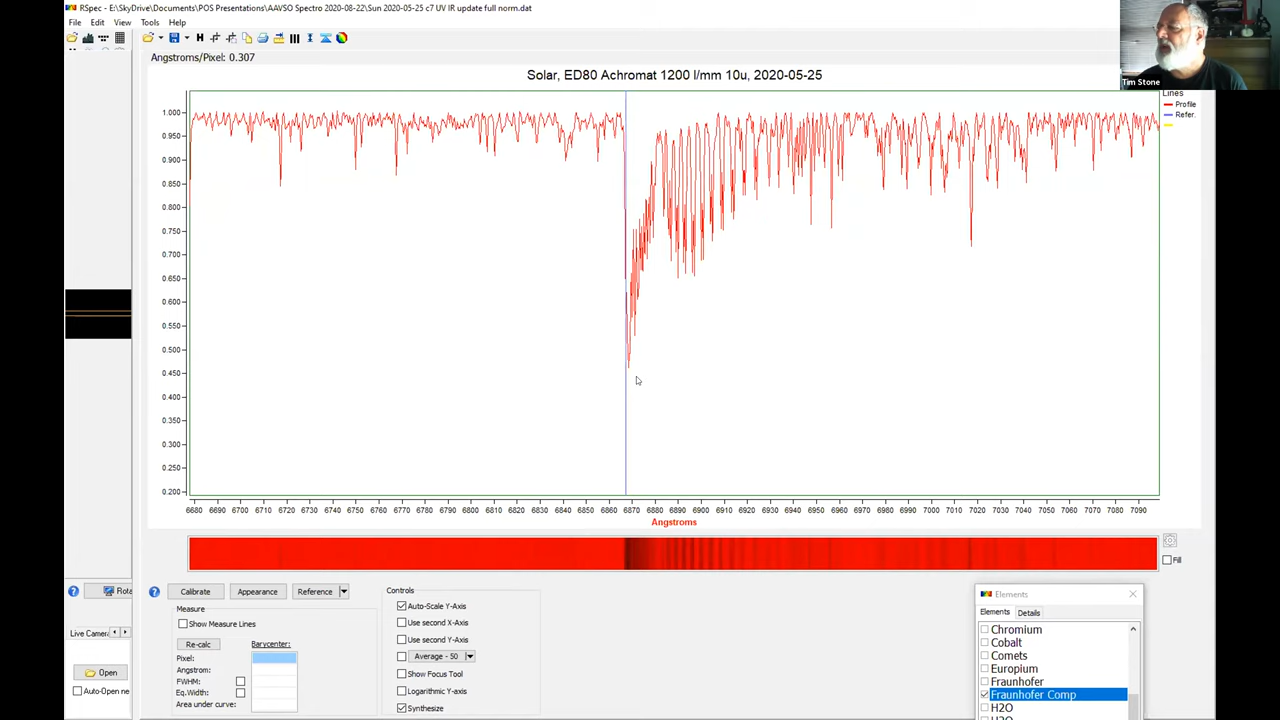 RSpec - E:\SkyDrive\Documents\POS Presentations\AAVSO Spectro 2020-08-22\Sun 2020-05-25 c7 UV IR update full norm.dat
File Edit View Tools Help
Angstroms/Pixel: 0.307
Solar, ED80 Achromat 1200 l/mm 10u, 2020-05-25
Tim Stone
Lines
Profile
Refer.
1.000
0.950
0.900
0.850
0.800
0.750
0.700
0.650
0.600
0.550
0.500
0.450
0.400
0.350
0.300
0.250
0.200
6680 6690 6700 6710 6720 6730 6740 6750 6760 6770 6780 6790 6800 6810 6820 6830 6840 6850 6860 6870 6880 6890 6900 6910 6920 6930 6940 6950 6960 6970 6980 6990 7000 7010 7020 7030 7040 7050 7060 7070 7080 7090
Angstroms
Fill
Rota
Calibrate Appearance Reference
Measure
Show Measure Lines
Re-calc Barycenter:
Pixel:
Angstrom:
FWHM:
Eq.Width:
Area under curve:
Controls
Auto-Scale Y-Axis
Use second X-Axis
Use second Y-Axis
Average - 50
Show Focus Tool
Logarithmic Y-axis
Synthesize
Live Camera
Open
Auto-Open ne
Elements
Elements Details
Chromium
Cobalt
Comets
Europium
Fraunhofer
Fraunhofer Comp
H2O